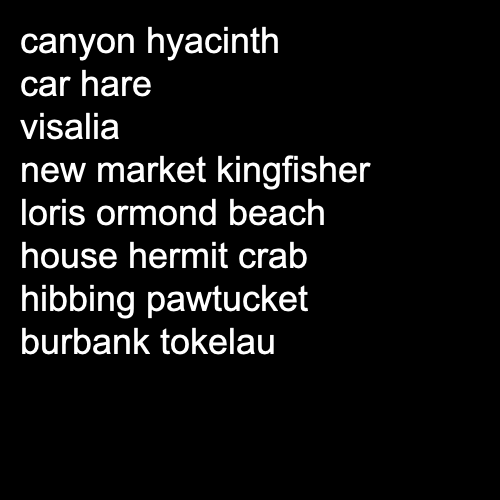 canyon hyacinth
car hare
visalia
new market kingfisher
loris ormond beach
house hermit crab
hibbing pawtucket
burbank tokelau